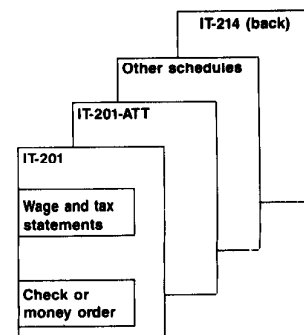 IT-214 (back)
Other schedules
IT-201-ATT
IT-201
Wage and tax
statements
Check or
money order